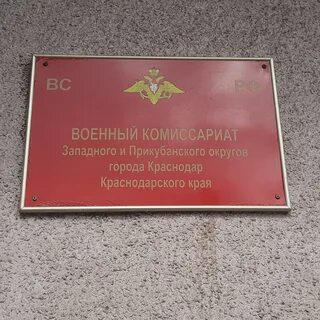 ВС РФ
ВОЕННЫЙ КОМИССАРИАТ
Западного и Прикубанского округов
города Краснодар
Краснодарского края